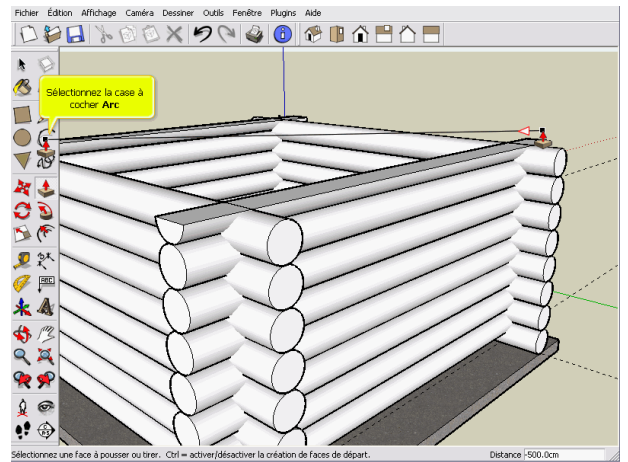 Fichier Édition Affichage Caméra Dessiner Outils Fenêtre Plugins Aide
Sélectionnez la case à
cocher Arc
ABC
Sélectionnez une face à pousser ou tirer. Ctrl = activer/désactiver la création de faces de départ. Distance -500.0cm